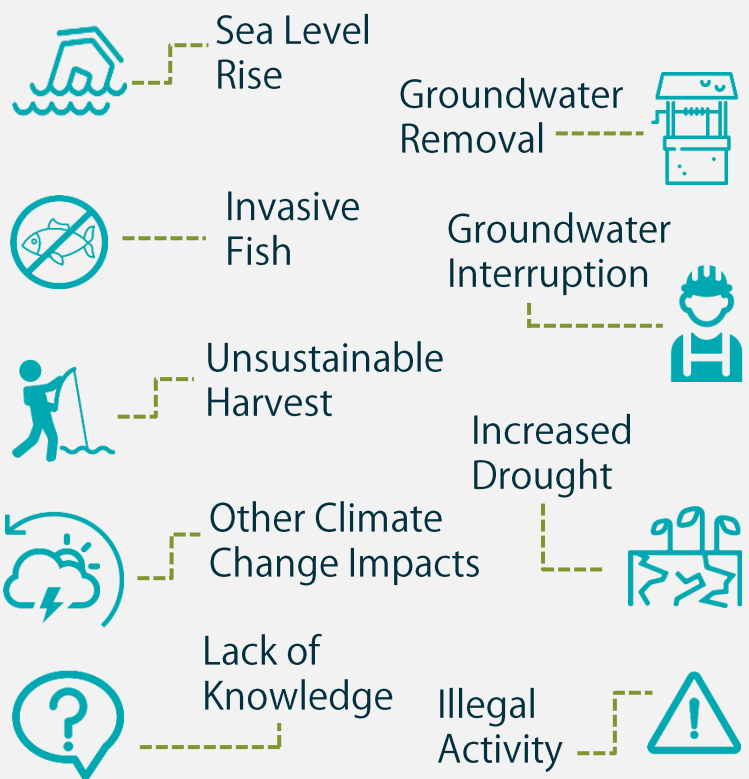 Sea Level
Rise
Groundwater
Removal
Invasive
Fish
Groundwater
Interruption
Unsustainable
Harvest
Increased
Drought
Other Climate
Change Impacts
Lack of
Knowledge
Illegal
Activity